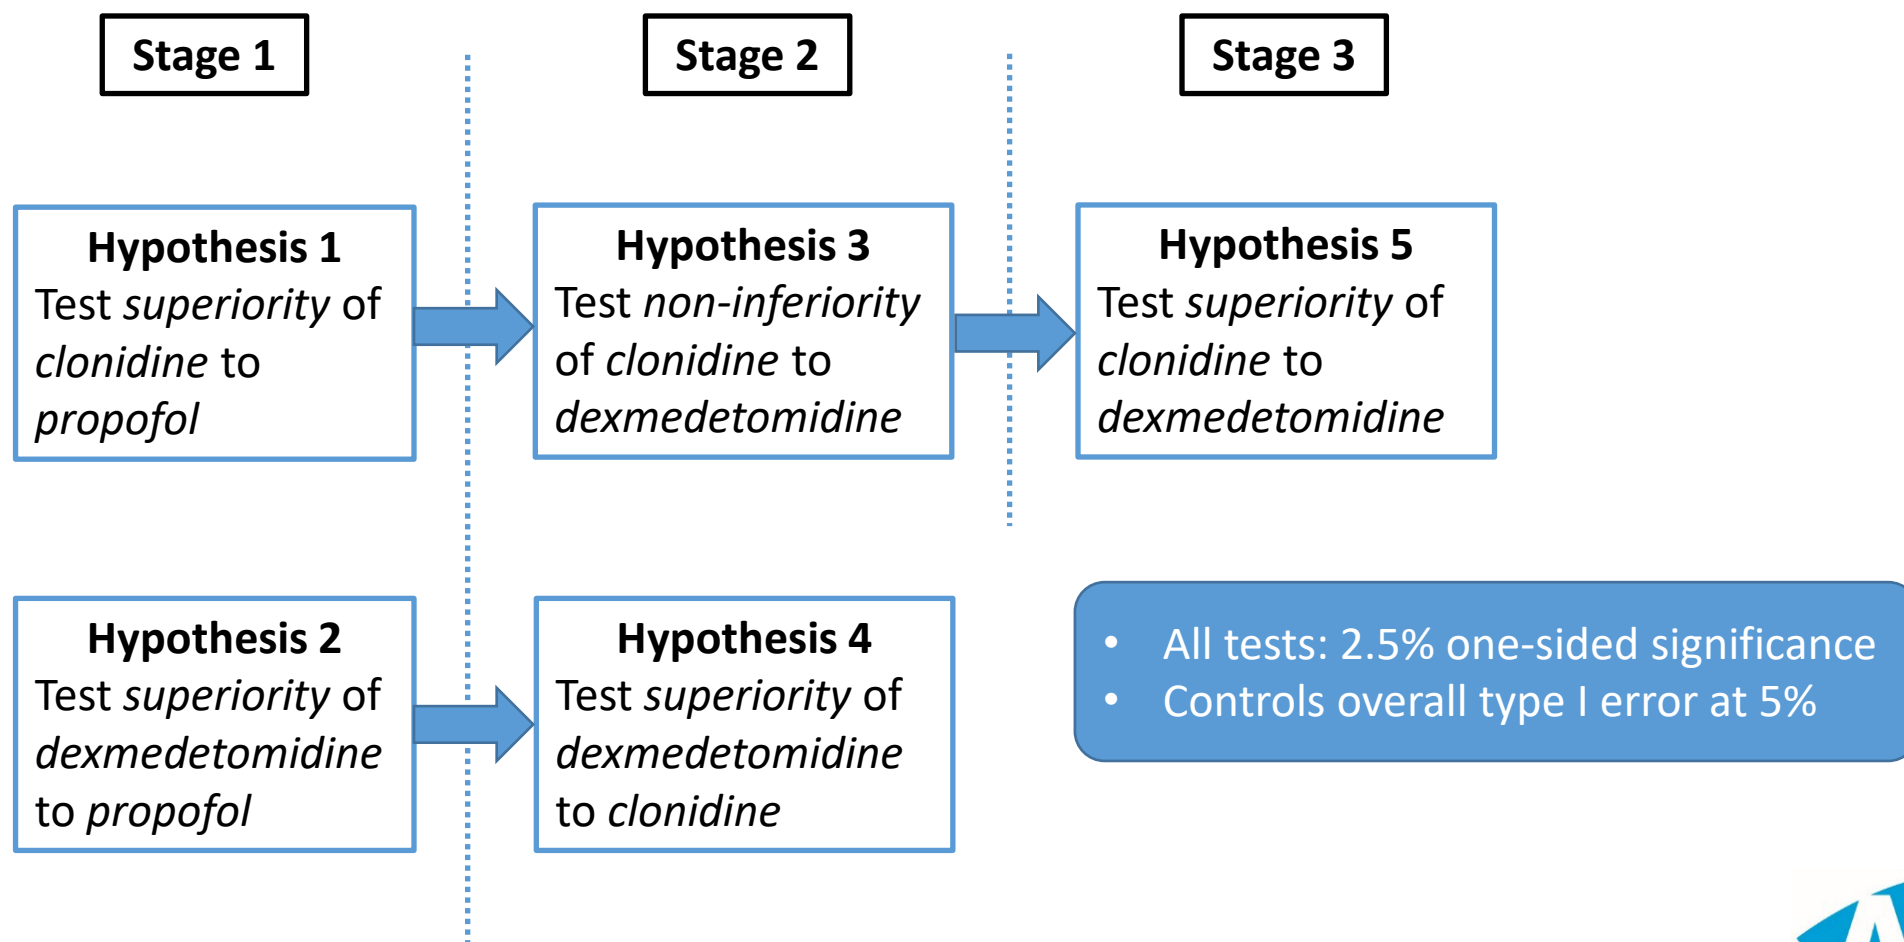 Stage 1
Stage 2
Stage 3
Hypothesis 1
Test superiority of
clonidine to
propofol
Hypothesis 3
Test non-inferiority
of clonidine to
dexmedetomidine
Hypothesis 5
Test superiority of
clonidine to
dexmedetomidine
Hypothesis 2
Test superiority of
dexmedetomidine
to propofol
Hypothesis 4
Test superiority of
dexmedetomidine
to clonidine
• All tests: 2.5% one-sided significance
• Controls overall type I error at 5%